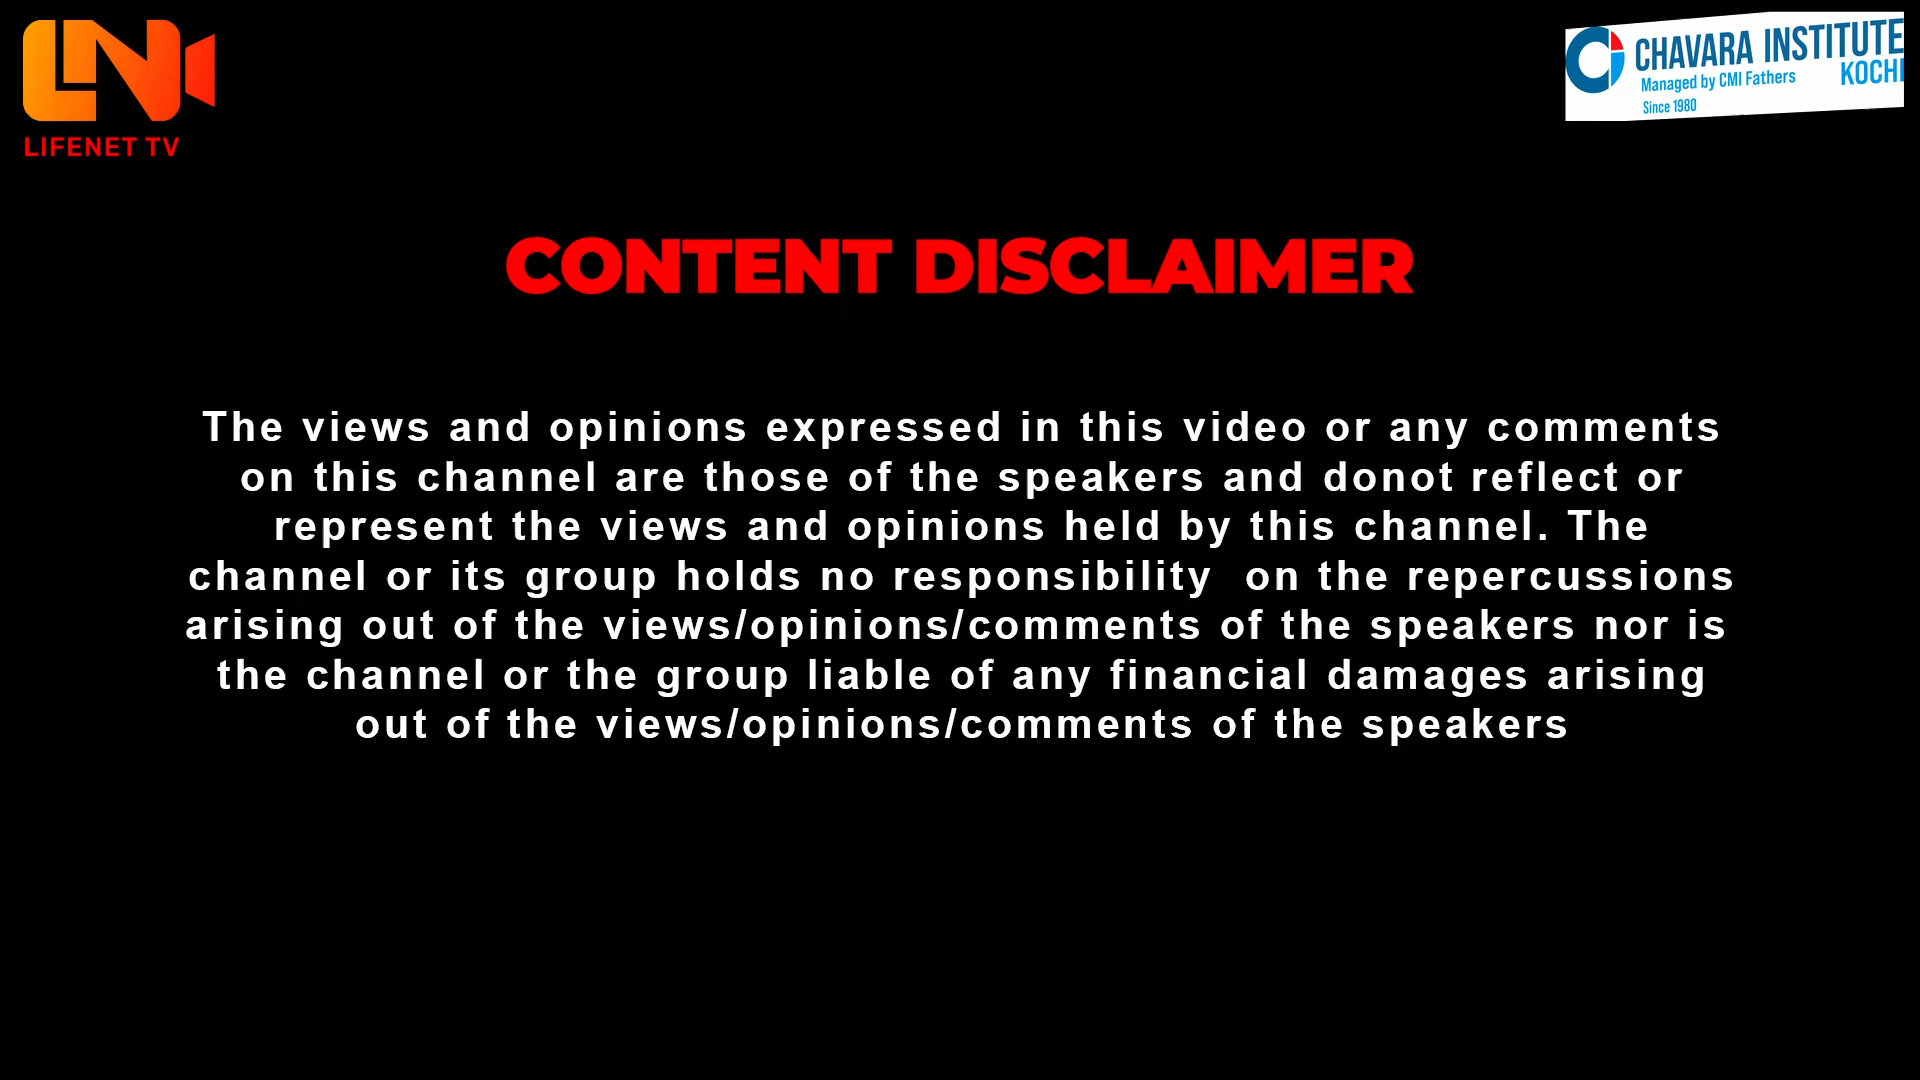 LN
LIFENET TV
CHAVARA INSTITUTE
Managed by CMI Fathers
KOCHI
Since 1980
CONTENT DISCLAIMER
The views and opinions expressed in this video or any comments
on this channel are those of the speakers and donot reflect or
represent the views and opinions held by this channel. The
channel or its group holds no responsibility  on the repercussions
arising out of the views/opinions/comments of the speakers nor is
the channel or the group liable of any financial damages arising
out of the views/opinions/comments of the speakers